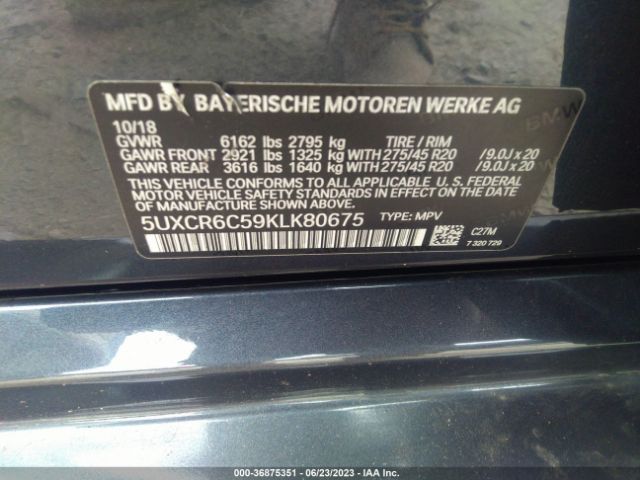 MFD BY BAYERISCHE MOTOREN WERKE AG
10/18
GVWR 6162 lbs 2795 kg TIRE / RIM
GAWR FRONT 2921 lbs 1325 kg WITH 275/45 R20 /9.0J x 20
GAWR REAR 3616 lbs 1640 kg WITH 275/45 R20 /9.0J x 20
THIS VEHICLE CONFORMS TO ALL APPLICABLE U. S. FEDERAL
MOTOR VEHICLE SAFETY STANDARDS IN EFFECT ON THE
DATE OF MANUFACTURE SHOWN ABOVE.
5UXCR6C59KLK80675 TYPE: MPV
C27M
7 320 729
BMW
000-36875351 - 06/23/2023 - IAA Inc.